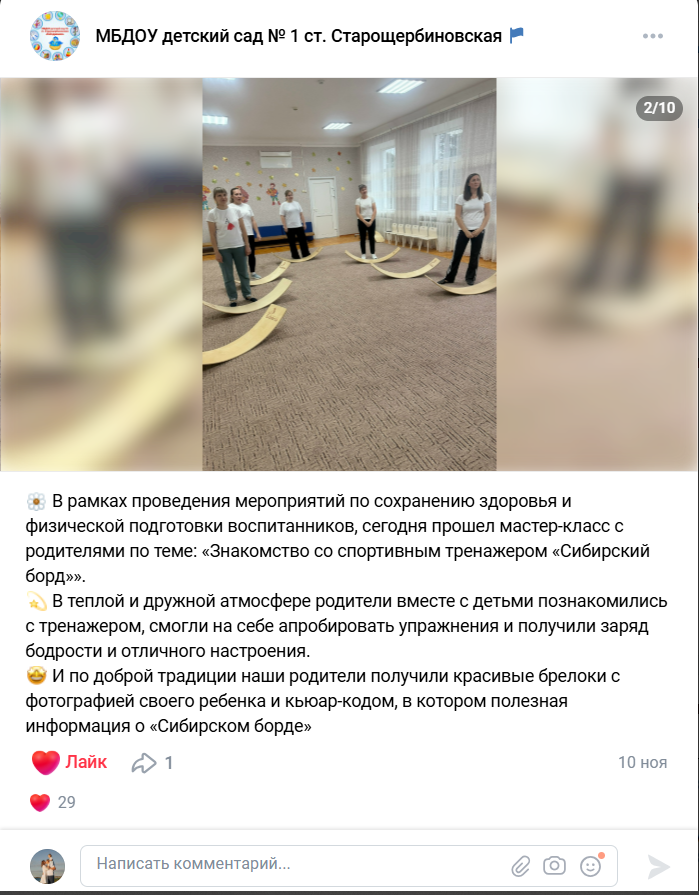 МБДОУ детский сад № 1 ст. Старощербиновская
2/10
В рамках проведения мероприятий по сохранению здоровья и
физической подготовки воспитанников, сегодня прошел мастер-класс с
родителями по теме: «Знакомство со спортивным тренажером «Сибирский
борд»».
В теплой и дружной атмосфере родители вместе с детьми познакомились
с тренажером, смогли на себе апробировать упражнения и получили заряд
бодрости и отличного настроения.
И по доброй традиции наши родители получили красивые брелоки с
фотографией своего ребенка и кьюар-кодом, в котором полезная
информация о «Сибирском борде»
Лайк 1 10 ноя
29
Написать комментарий...